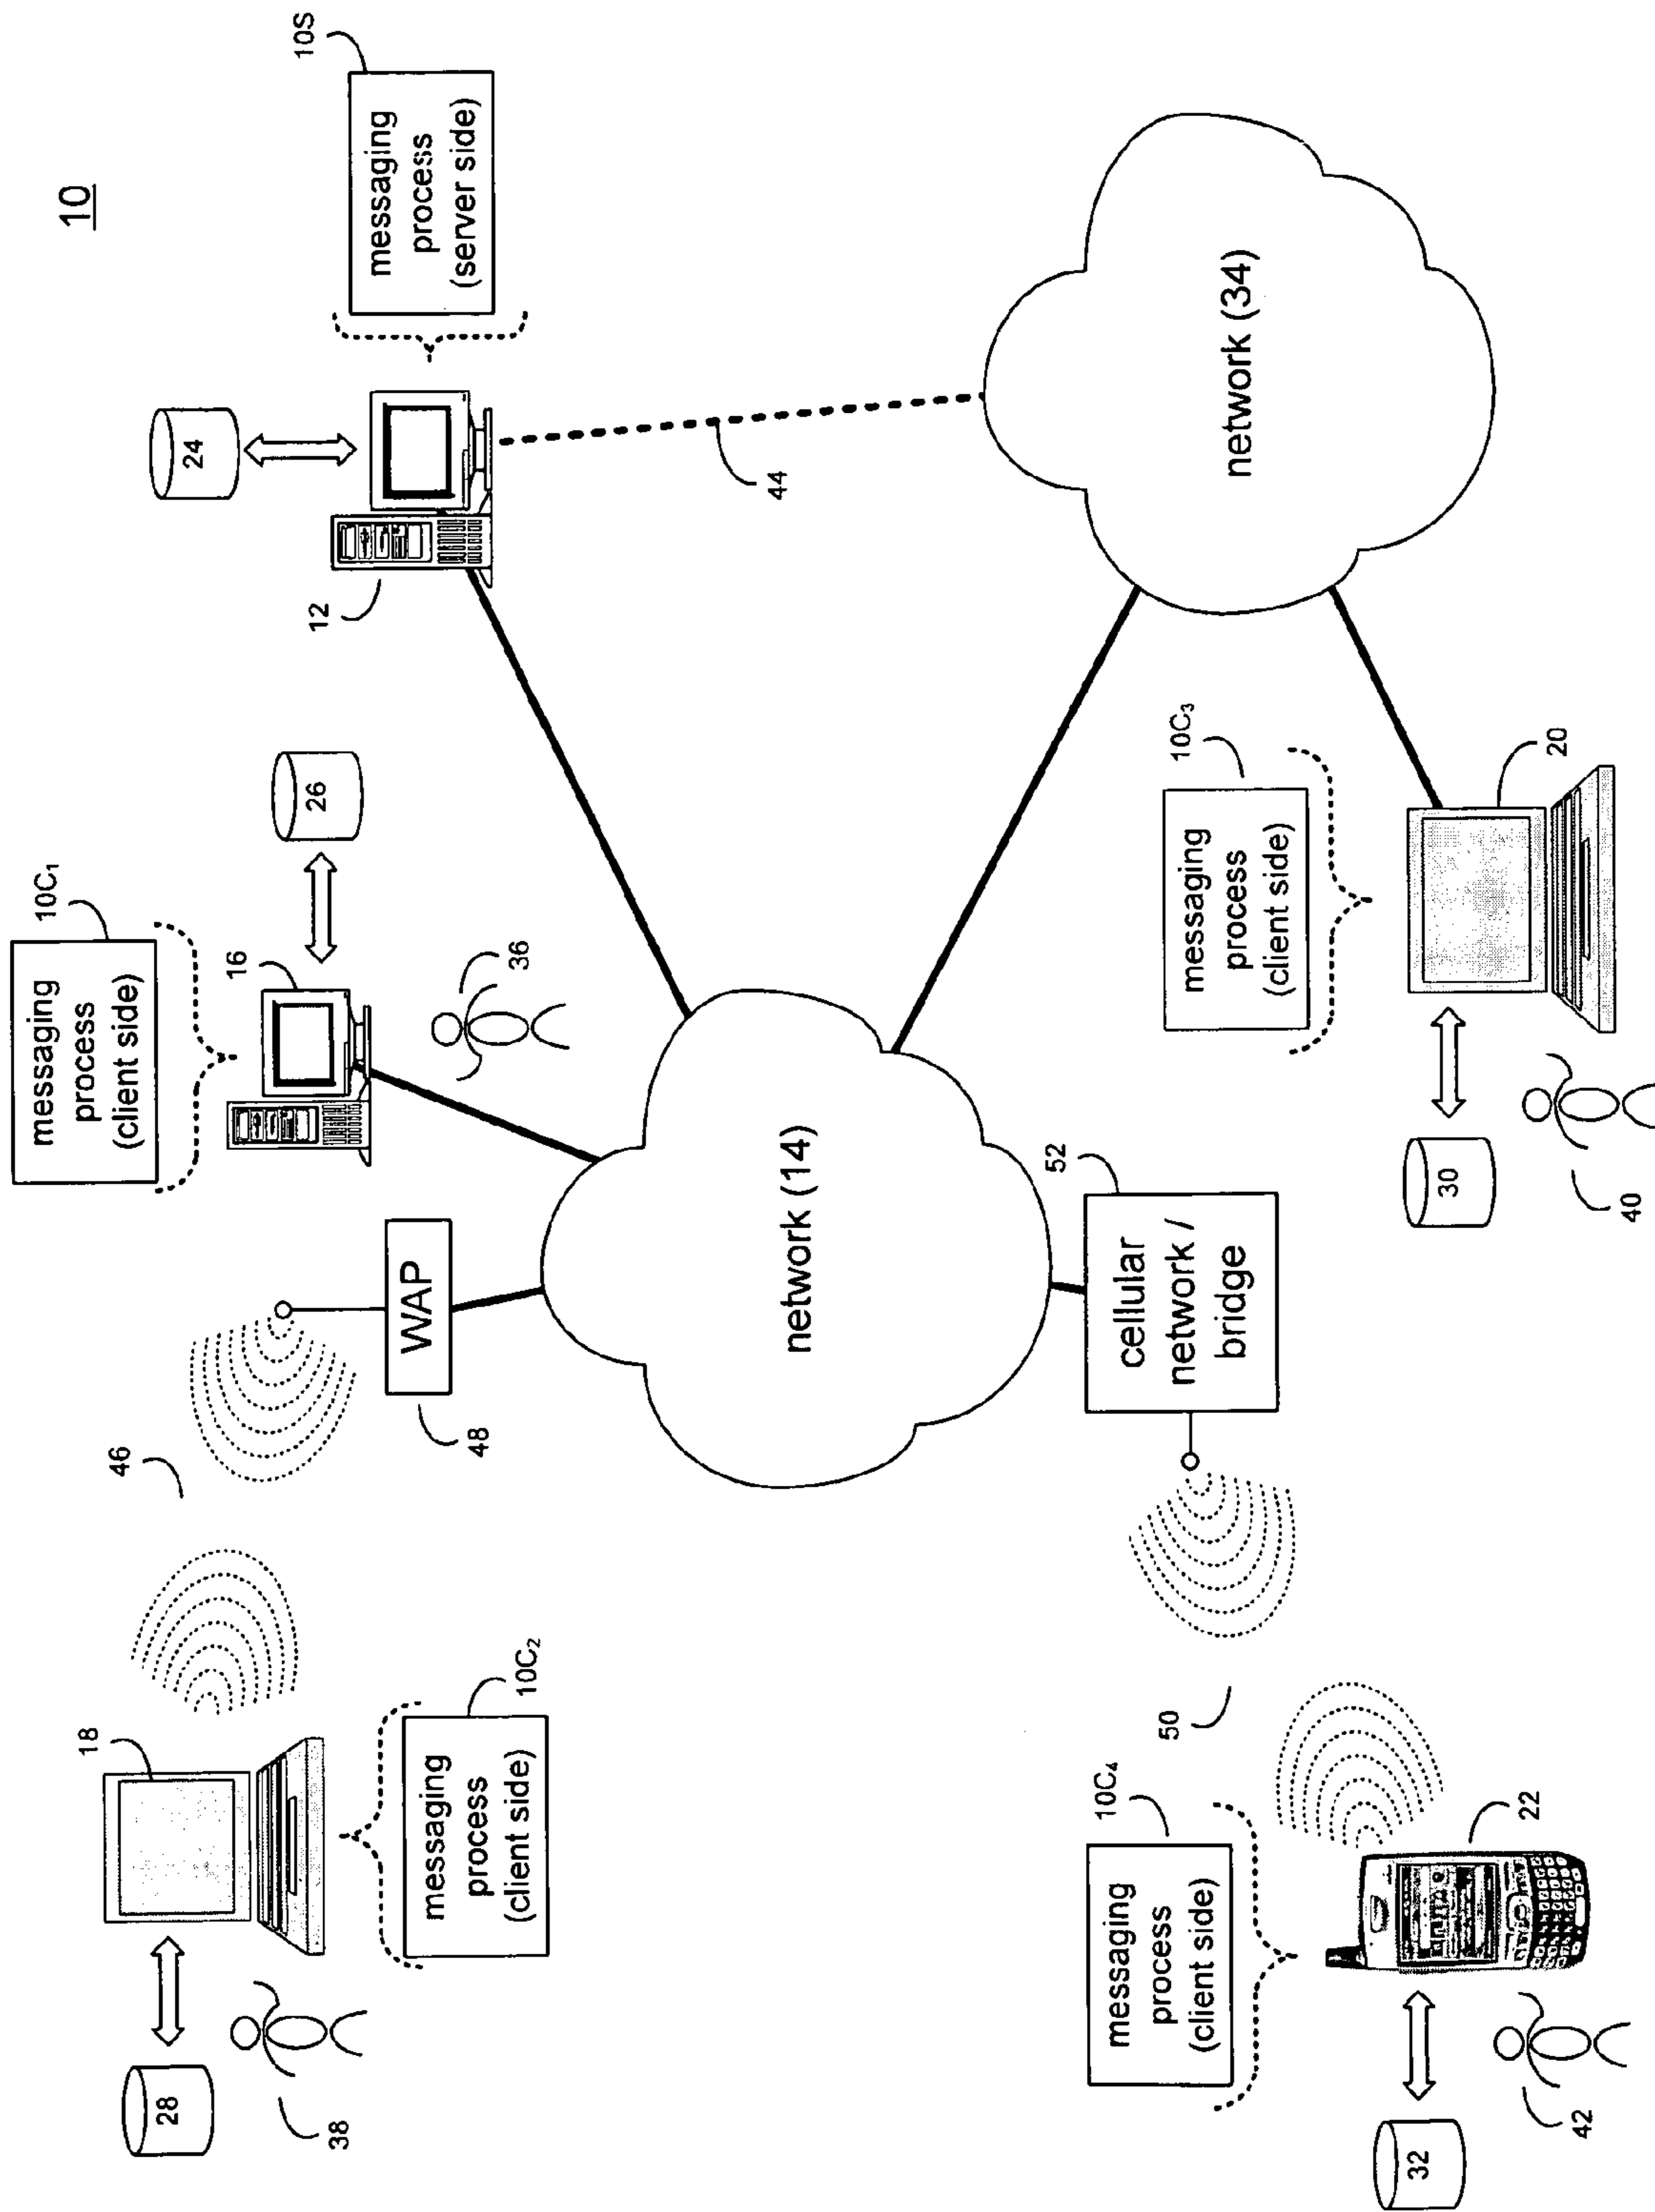 10
28
38
18
messaging
process
(client side)
10C₂
46
WAP
48
messaging
process
(client side)
10C₁
16
26
36
24
12
messaging
process
(server side)
10S
44
network (14)
network (34)
32
42
messaging
process
(client side)
10C₄
22
50
cellular
network /
bridge
52
30
40
messaging
process
(client side)
10C₃
20